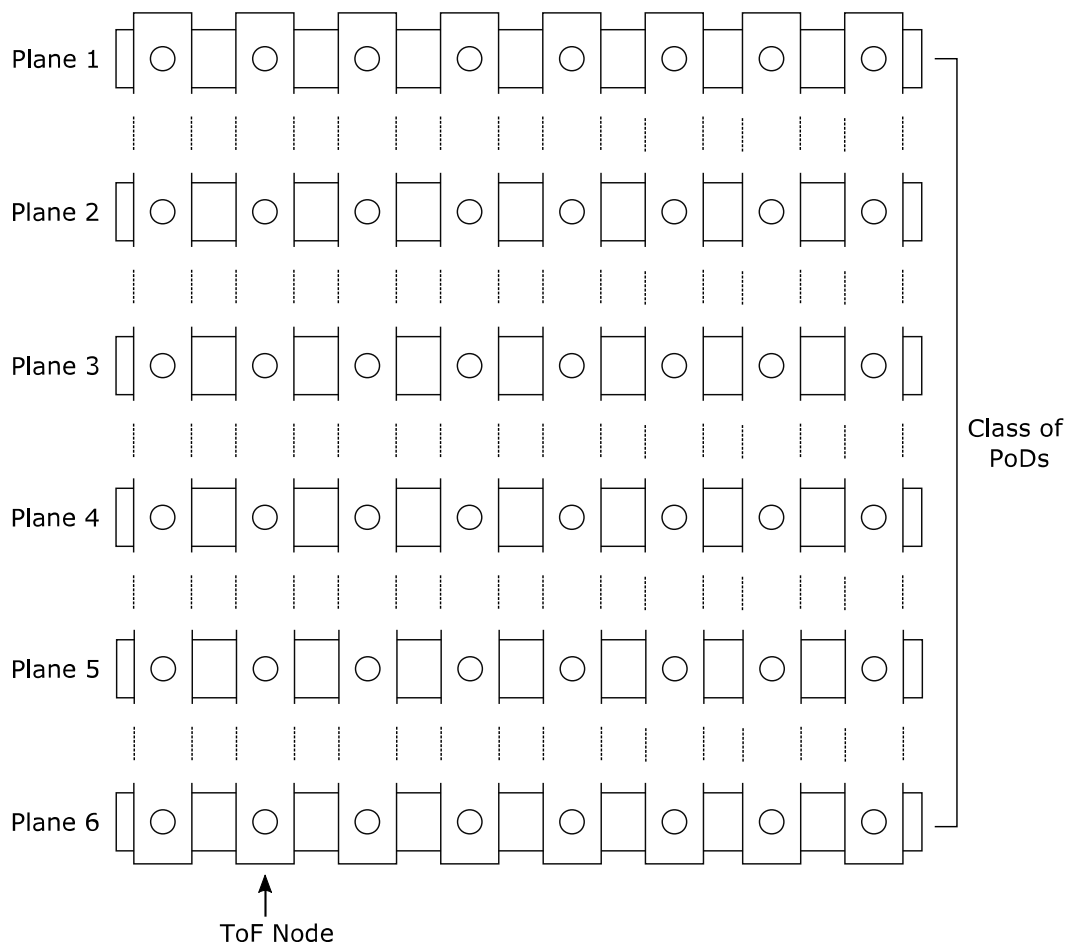 Plane 1
Plane 2
Plane 3
Plane 4
Plane 5
Plane 6
Class of
PoDs
ToF Node